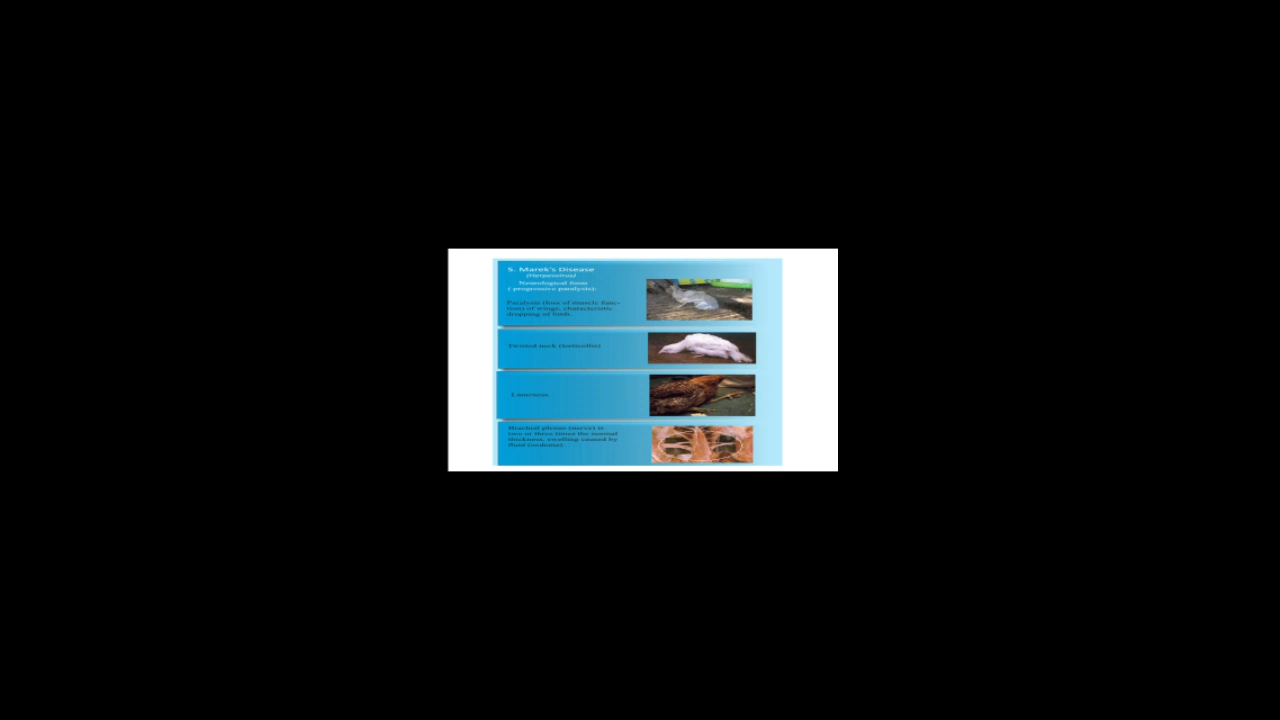 5. Marek's Disease
(Herpesvirus)
Neurological form
(-progressive paralysis):
Paralysis (loss of muscle func-
tion) of wings, characteristic
dropping of limb.
Twisted neck (torticollis)
Lameness.
Brachial plexus (nerve) is
two or three times the normal
thickness, swelling caused by
fluid (oedema)